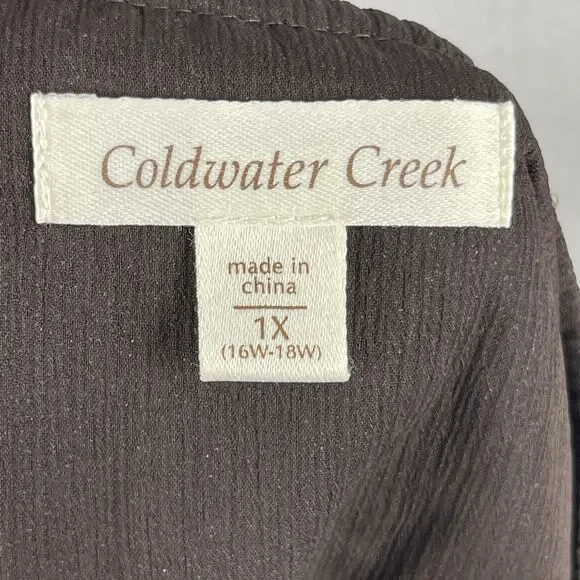 Coldwater Creek
made in
china
1X
(16W-18W)